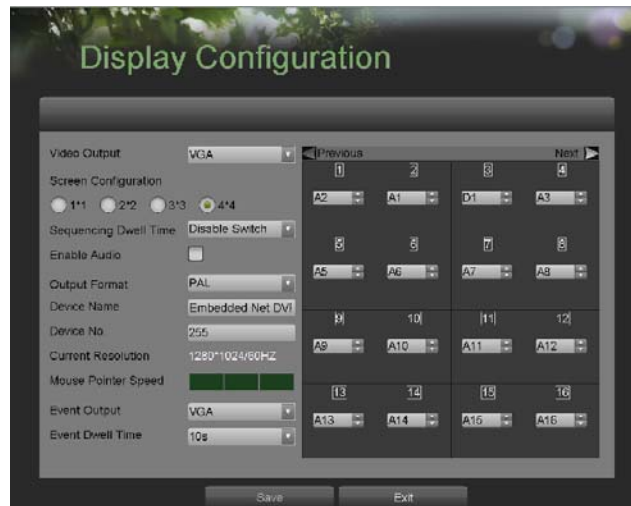 Display Configuration
Video Output VGA
Screen Configuration
1*1 2*2 3*3 4*4
Sequencing Dwell Time Disable Switch
Enable Audio
Output Format PAL
Device Name Embedded Net DVR
Device No. 255
Current Resolution 1280*1024/60HZ
Mouse Pointer Speed
Event Output VGA
Event Dwell Time 10s
Previous Next
1 2 3 4
A2 A1 D1 A3
5 6 7 8
A5 A6 A7 A8
9 10 11 12
A9 A10 A11 A12
13 14 15 16
A13 A14 A15 A16
Save Exit